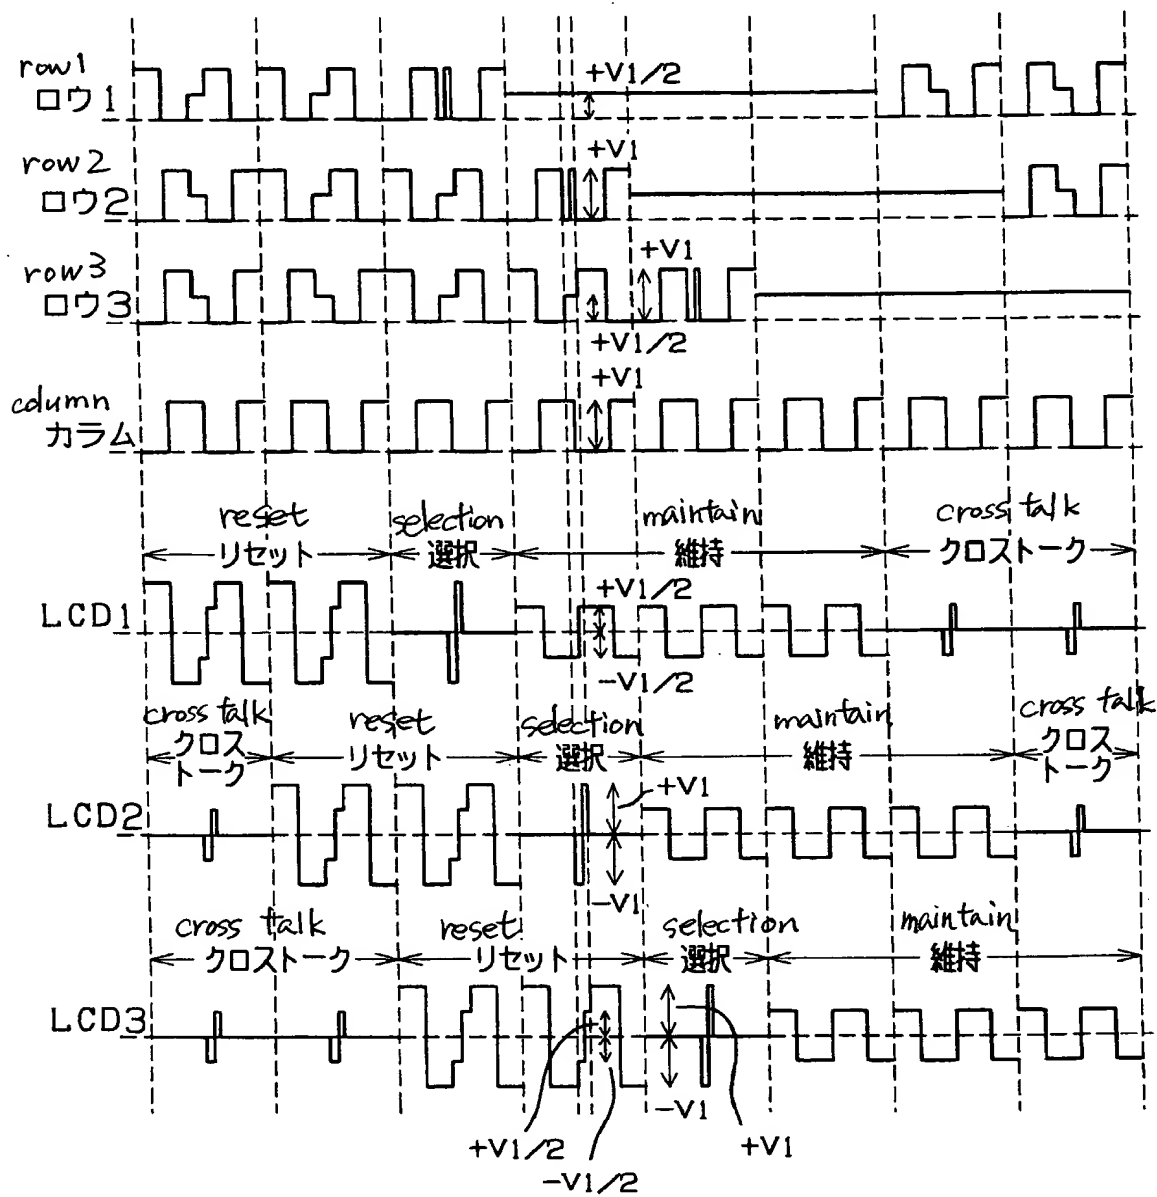 row1
ロウ1
+V1/2
row2
ロウ2
+V1
row3
ロウ3
+V1
+V1/2
column
カラム
+V1
reset
リセット
selection
選択
maintain
維持
cross talk
クロストーク
LCD1
+V1/2
-V1/2
cross talk
クロス
トーク
reset
リセット
selection
選択
maintain
維持
cross talk
クロス
トーク
LCD2
+V1
-V1
cross talk
クロストーク
reset
リセット
selection
選択
maintain
維持
LCD3
-V1
+V1/2
-V1/2
+V1